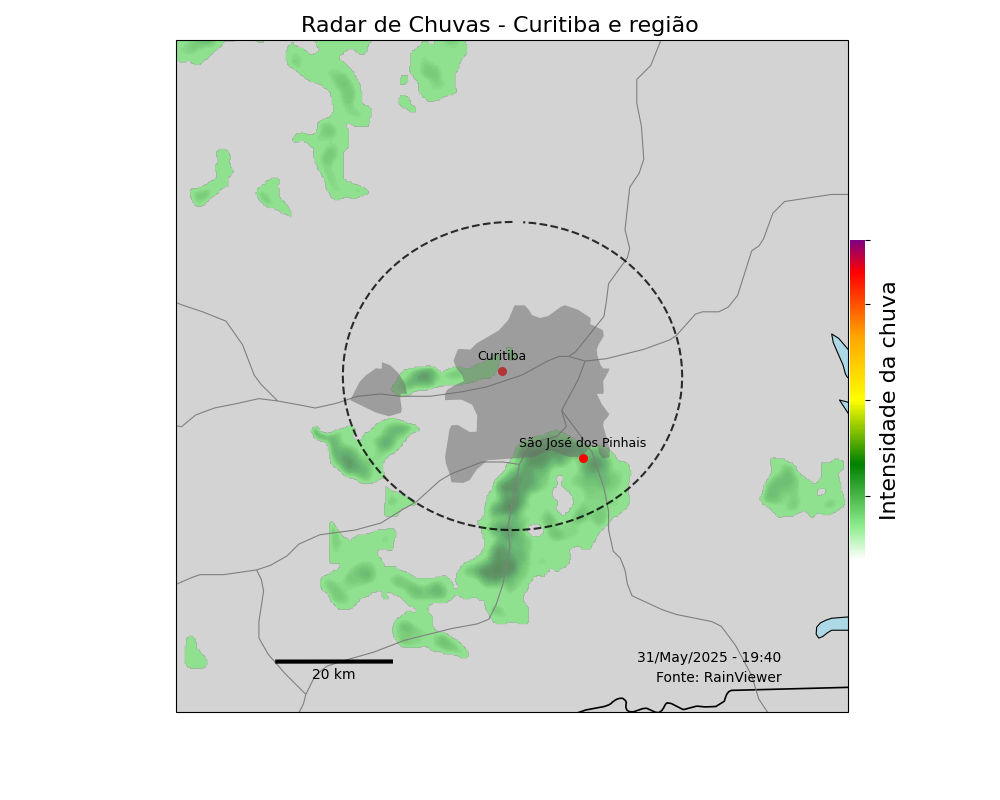 Radar de Chuvas - Curitiba e região
Curitiba
São José dos Pinhais
Intensidade da chuva
31/May/2025 - 19:40
20 km
Fonte: RainViewer